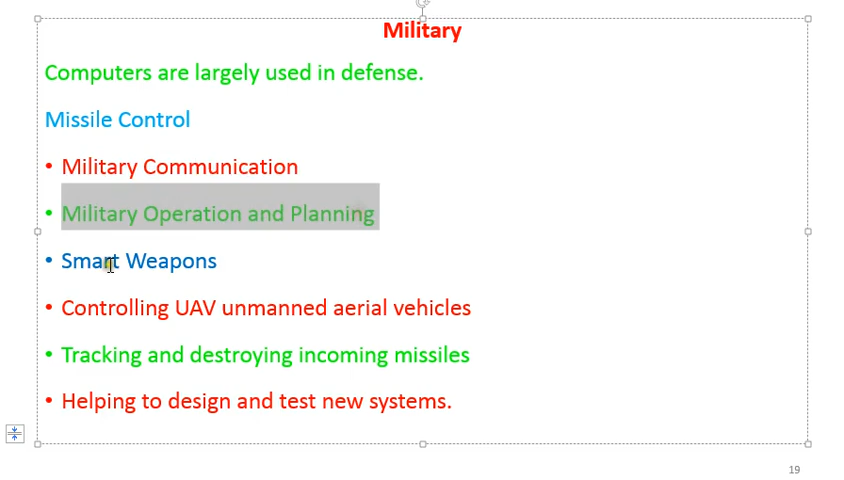 Military
Computers are largely used in defense.
Missile Control
• Military Communication
• Military Operation and Planning
• Smart Weapons
• Controlling UAV unmanned aerial vehicles
• Tracking and destroying incoming missiles
• Helping to design and test new systems.
19